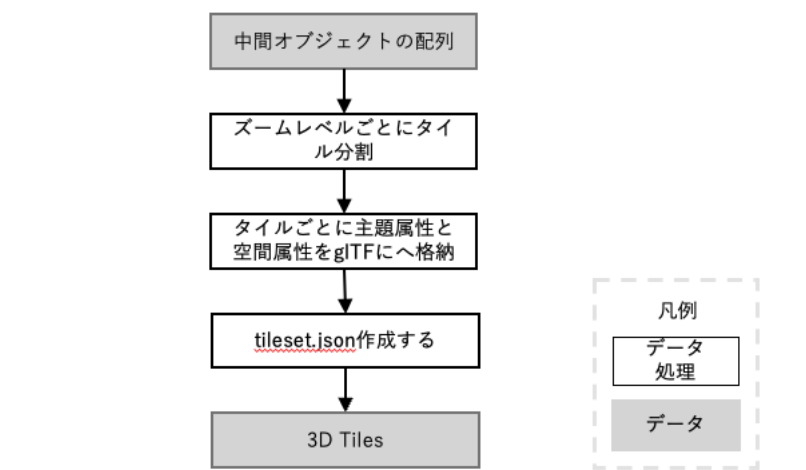 中間オブジェクトの配列
ズームレベルごとにタイ
ル分割
タイルごとに主題属性と
空間属性をglTFにへ格納
tileset.json作成する
3D Tiles
凡例
データ
処理
データ